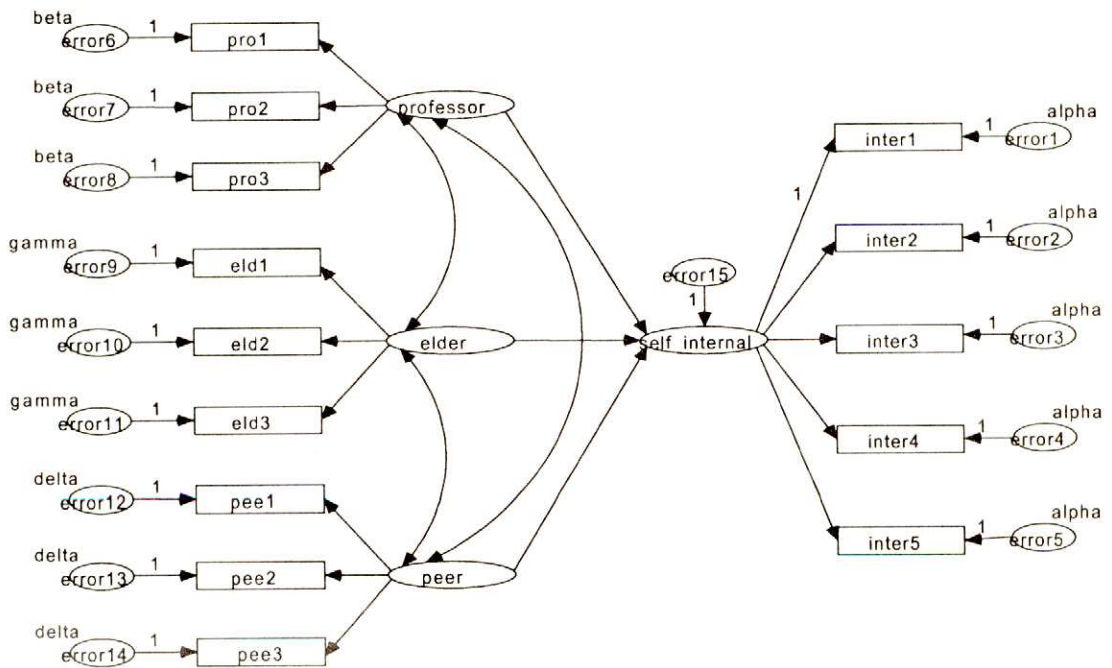 beta
error6
1
pro1
beta
error7
1
pro2
beta
error8
1
pro3
gamma
error9
1
eld1
gamma
error10
1
eld2
gamma
error11
1
eld3
delta
error12
1
pee1
delta
error13
1
pee2
delta
error14
1
pee3
professor
elder
peer
error15
1
self internal
1
inter1
1
alpha
error1
inter2
1
alpha
error2
inter3
1
alpha
error3
inter4
1
alpha
error4
inter5
1
alpha
error5